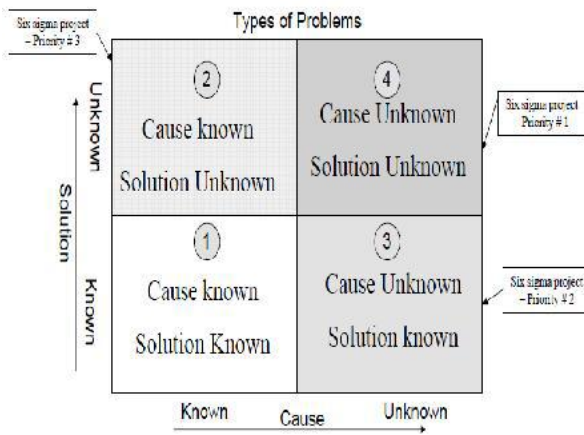 Types of Problems
Six sigma project
– Priority # 3
2
Cause known
Solution Unknown
4
Cause Unknown
Solution Unknown
Six sigma project
Priority # 1
1
Cause known
Solution Known
3
Cause Unknown
Solution known
Six sigma project
– Priority # 2
Unknown
Solution
Known
Known
Cause
Unknown